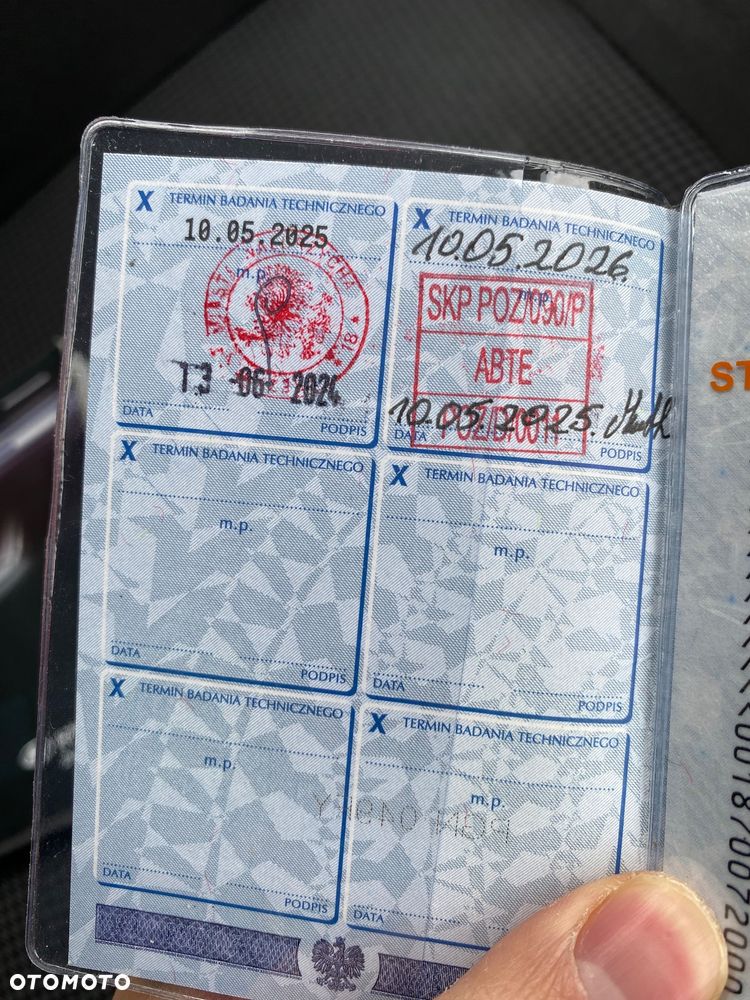 X TERMIN BADANIA TECHNICZNEGO
10.05.2025
m.p.
13 -06- 2024
DATA
PODPIS
X TERMIN BADANIA TECHNICZNEGO
10.05.2026.
m.p.
SKP POZ/090/P
ABTE
10.05.2025.
DATA
PODPIS
X TERMIN BADANIA TECHNICZNEGO
m.p.
DATA
PODPIS
X TERMIN BADANIA TECHNICZNEGO
m.p.
DATA
PODPIS
X TERMIN BADANIA TECHNICZNEGO
m.p.
DATA
PODPIS
X TERMIN BADANIA TECHNICZNEGO
m.p.
DATA
ST
OTOMOTO